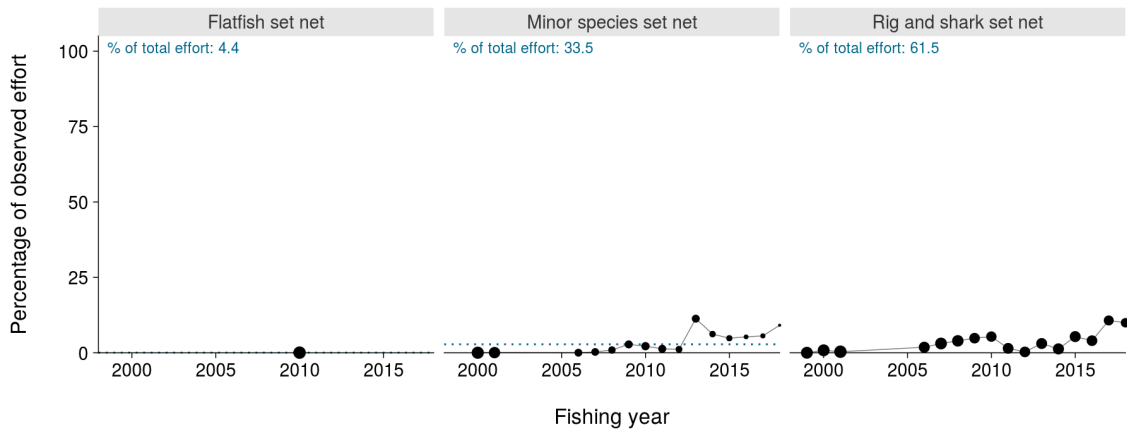 Flatfish set net
Minor species set net
Rig and shark set net
% of total effort: 4.4
% of total effort: 33.5
% of total effort: 61.5
Percentage of observed effort
100
75
50
25
0
2000 2005 2010 2015
2000 2005 2010 2015
2000 2005 2010 2015
Fishing year